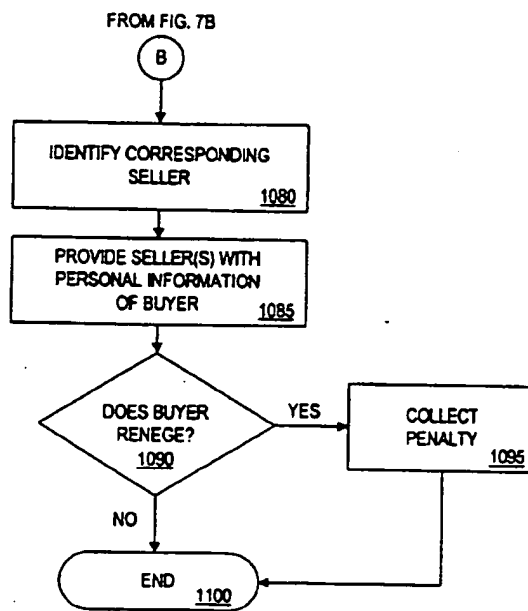 FROM FIG. 7B
B
IDENTIFY CORRESPONDING
SELLER
1080
PROVIDE SELLER(S) WITH
PERSONAL INFORMATION
OF BUYER
1085
DOES BUYER
RENEGE?
1090
YES
COLLECT
PENALTY
1095
NO
END
1100